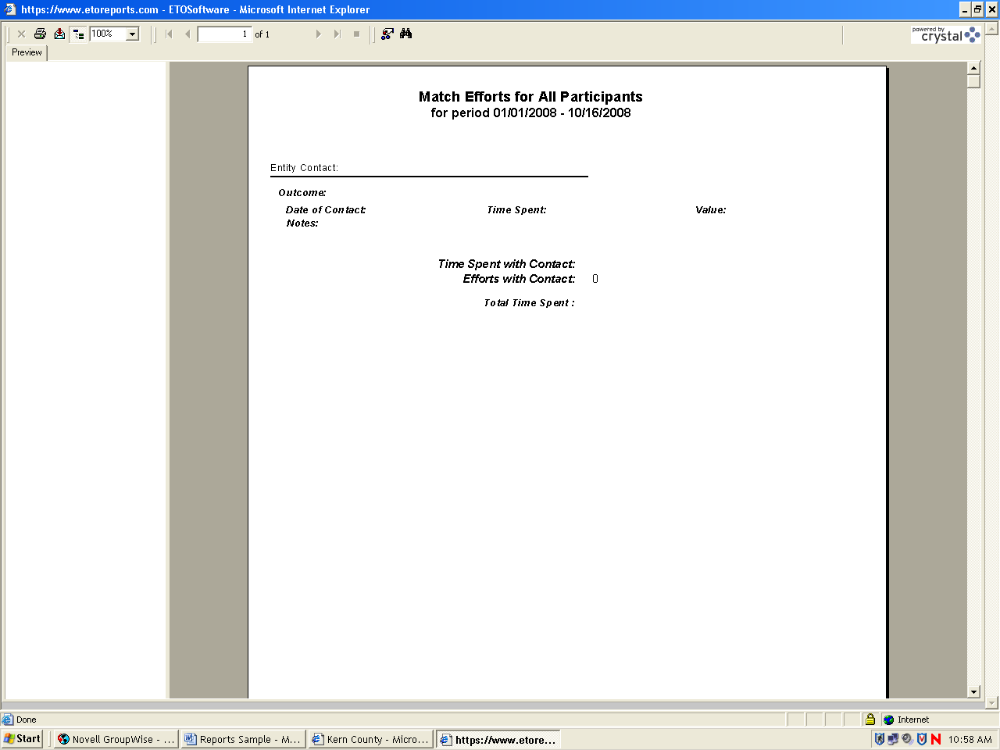 https://www.etoreports.com - ETOSoftware - Microsoft Internet Explorer
100% 1 of 1 powered by crystal
Preview
Match Efforts for All Participants
for period 01/01/2008 - 10/16/2008
Entity Contact:
Outcome:
Date of Contact: Time Spent: Value:
Notes:
Time Spent with Contact:
Efforts with Contact: 0
Total Time Spent :
Done Internet
Start Novell GroupWise - ... Reports Sample - M... Kern County - Micro... https://www.etore... 10:58 AM